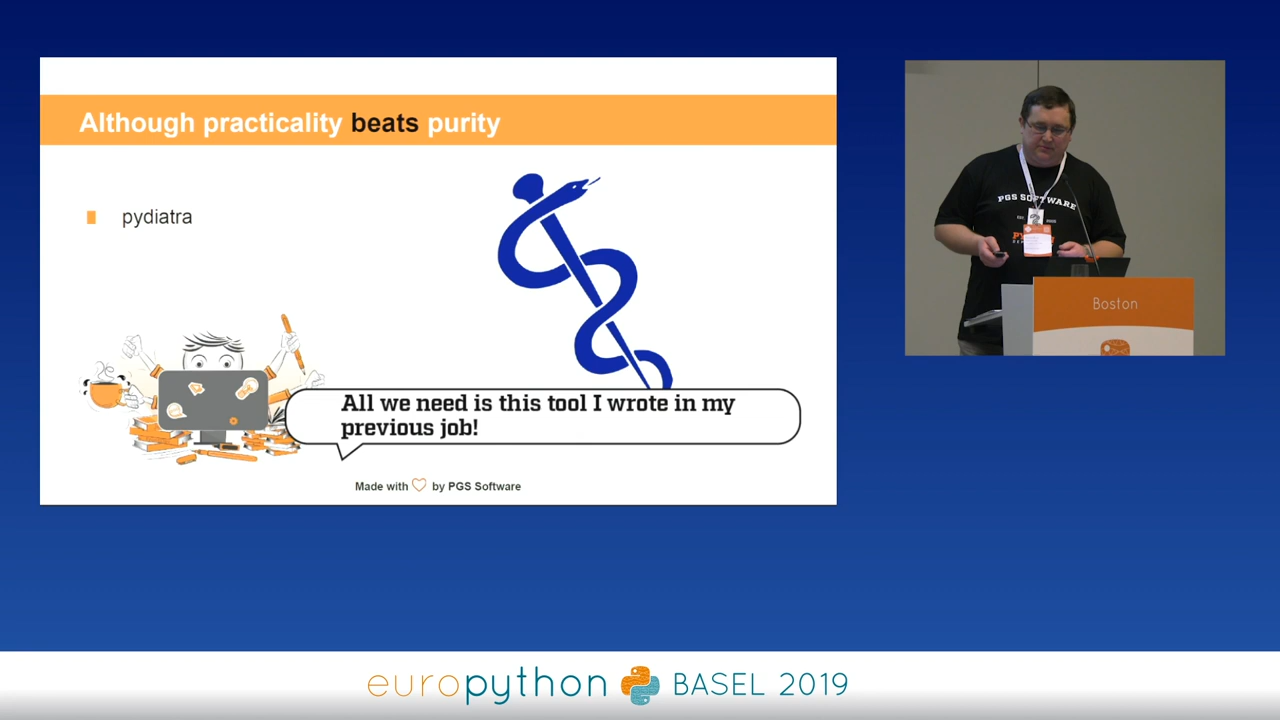 Although practicality beats purity
pydiatra
All we need is this tool I wrote in my
previous job!
Made with by PGS Software
PGS SOFTWARE
Boston
europython BASEL 2019